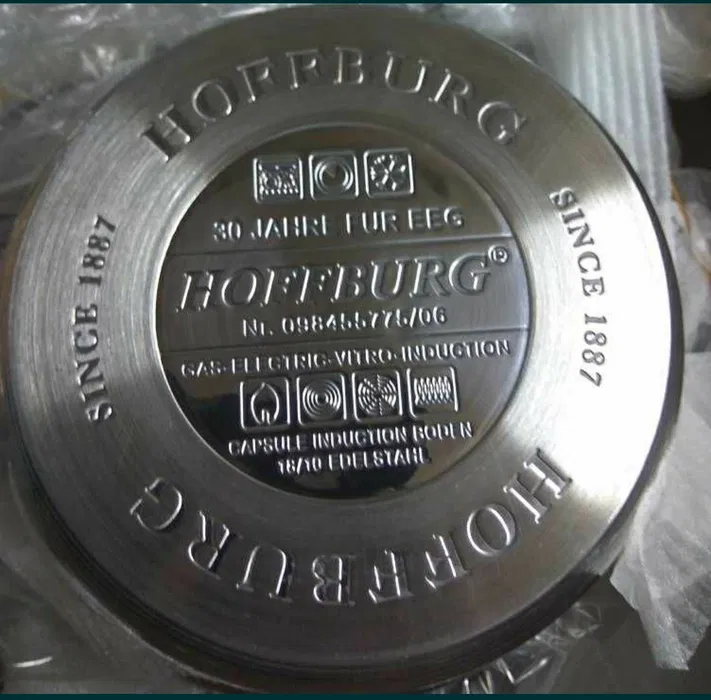 HOFFBURG
SINCE 1887
30 JAHRE FUR EEG
HOFFBURG®
Nr. 098455775/06
GAS-ELECTRIC-VITRO-INDUCTION
CAPSULE INDUCTION BODEN
18/10 EDELSTAHL
SINCE 1887
HOFFBURG